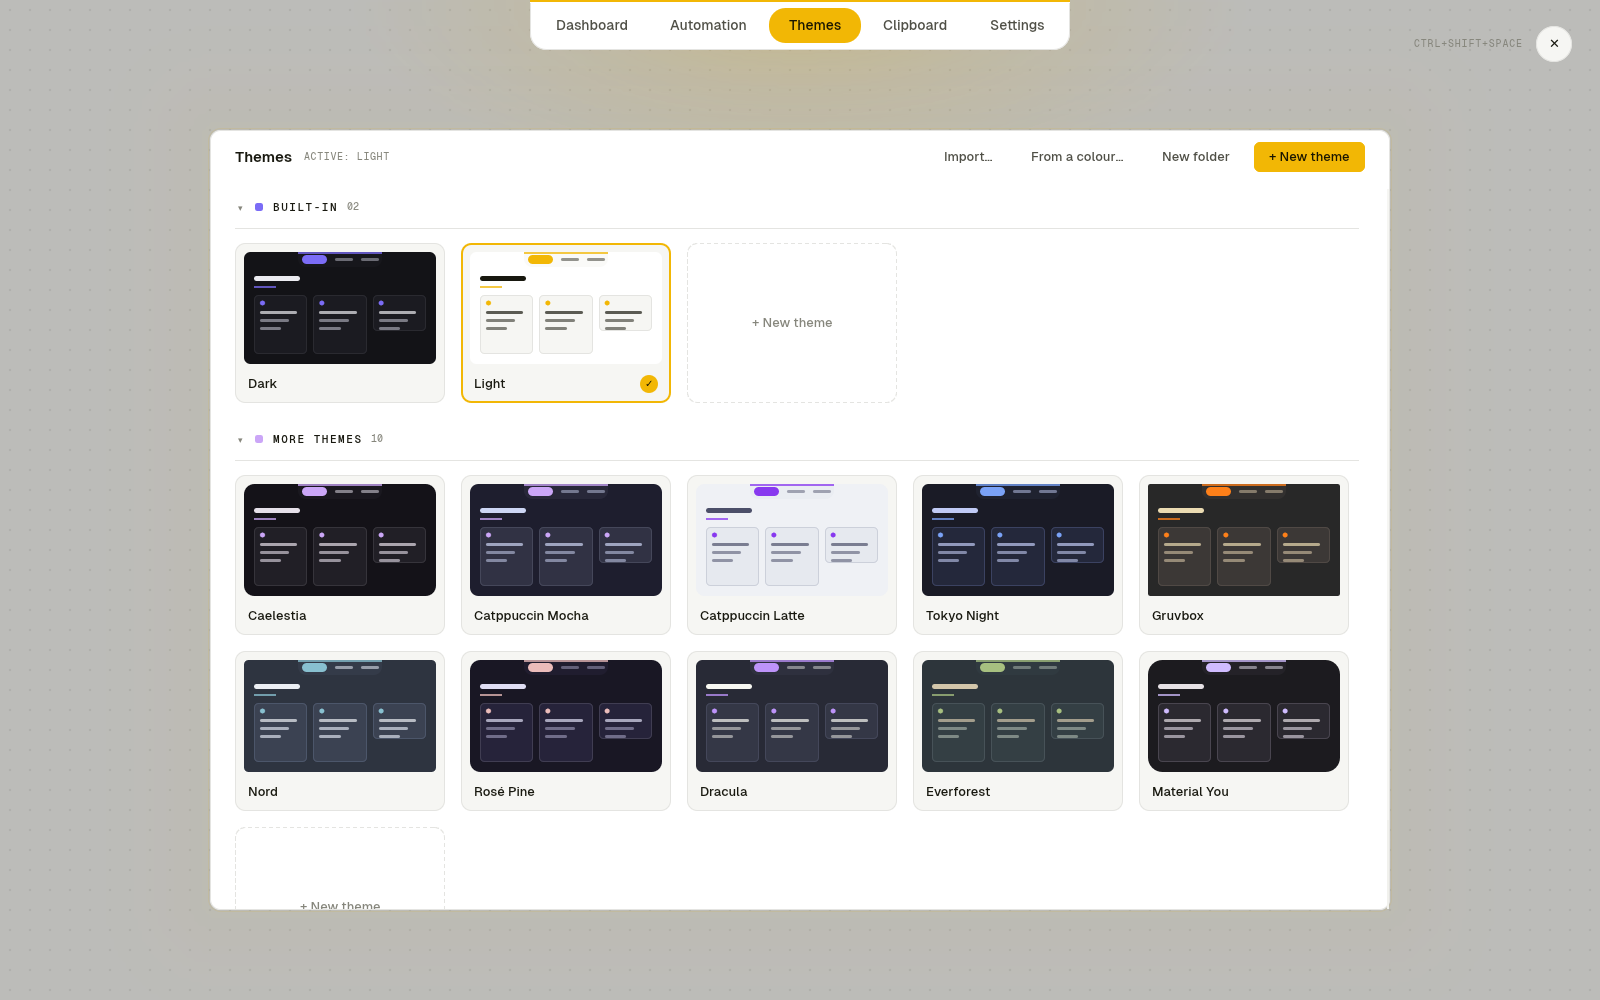 Dashboard Automation Themes Clipboard Settings
CTRL+SHIFT+SPACE ✕
Themes ACTIVE: LIGHT Import… From a colour… New folder + New theme
▾ BUILT-IN 02
+ New theme
Dark Light ✓
▾ MORE THEMES 10
Caelestia Catppuccin Mocha Catppuccin Latte Tokyo Night Gruvbox
Nord Rosé Pine Dracula Everforest Material You
+ New theme